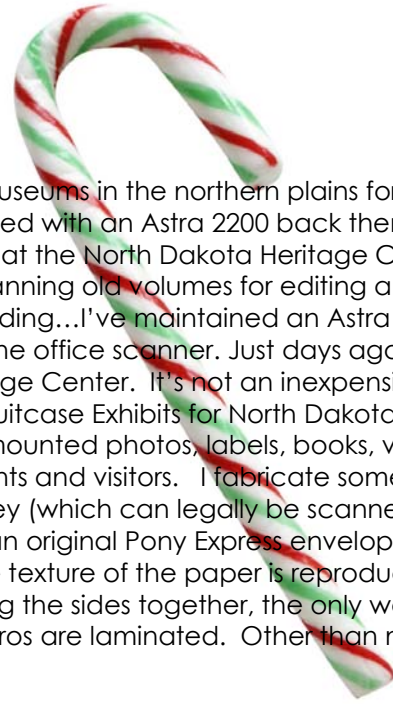 useums in the northern plains for
ed with an Astra 2200 back ther
at the North Dakota Heritage C
anning old volumes for editing a
ding…I’ve maintained an Astra
ne office scanner. Just days ago
ge Center.  It’s not an inexpensi
uitcase Exhibits for North Dakota
mounted photos, labels, books, v
nts and visitors.   I fabricate some
ey (which can legally be scanne
an original Pony Express envelop
texture of the paper is reprodu
g the sides together, the only wa
ros are laminated.  Other than n